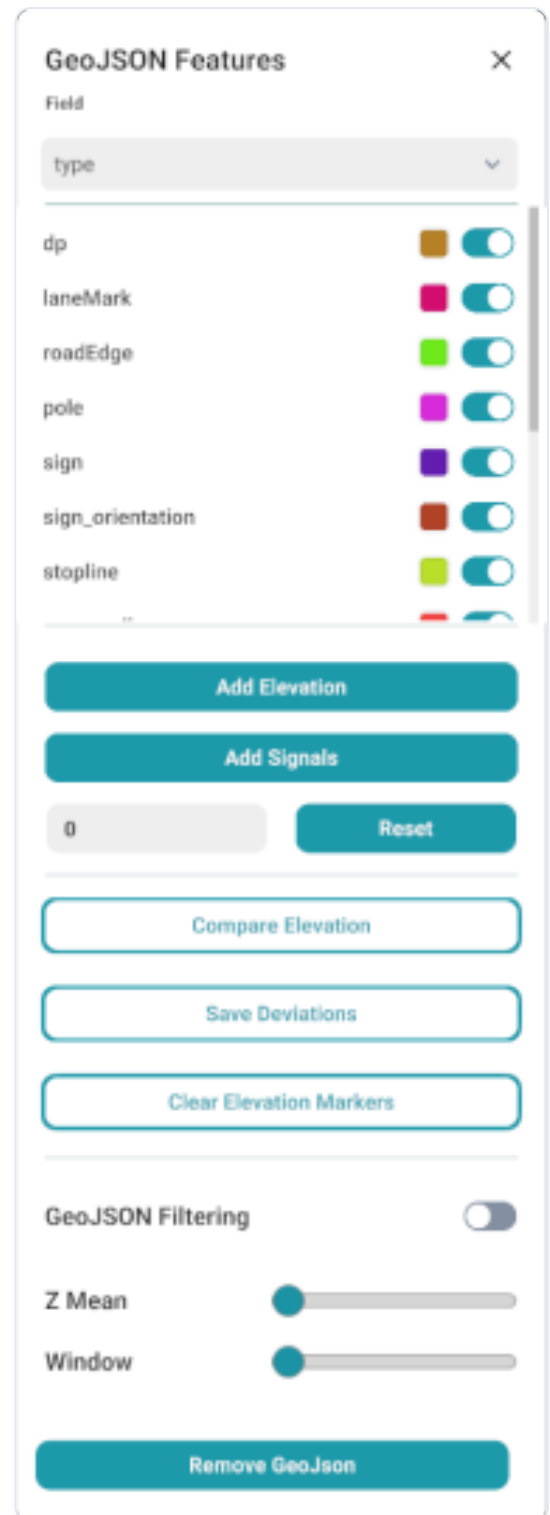 GeoJSON Features
Field
type
dp
laneMark
roadEdge
pole
sign
sign_orientation
stopline
Add Elevation
Add Signals
0 Reset
Compare Elevation
Save Deviations
Clear Elevation Markers
GeoJSON Filtering
Z Mean
Window
Remove GeoJson